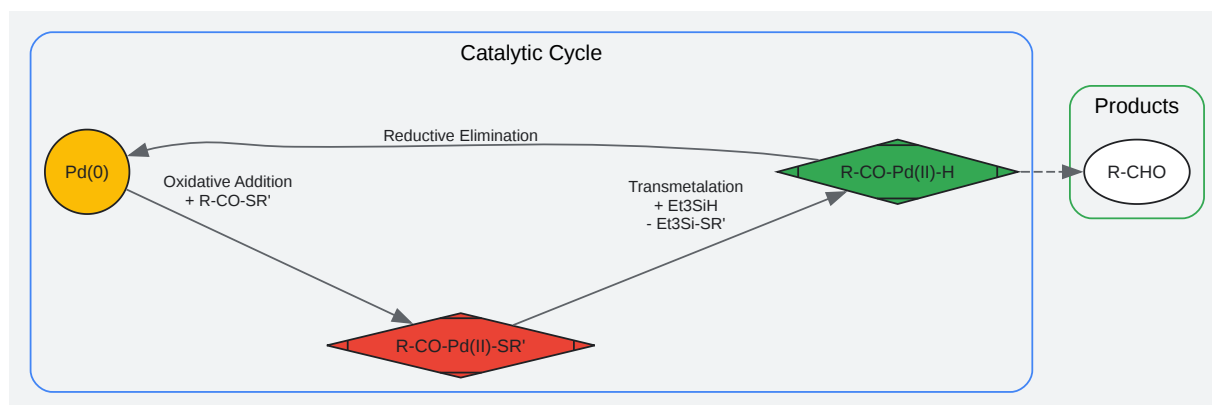 Catalytic Cycle
Products
Reductive Elimination
Pd(0)
Oxidative Addition
+ R-CO-SR'
Transmetalation
+ Et3SiH
- Et3Si-SR'
R-CO-Pd(II)-H
R-CHO
R-CO-Pd(II)-SR'